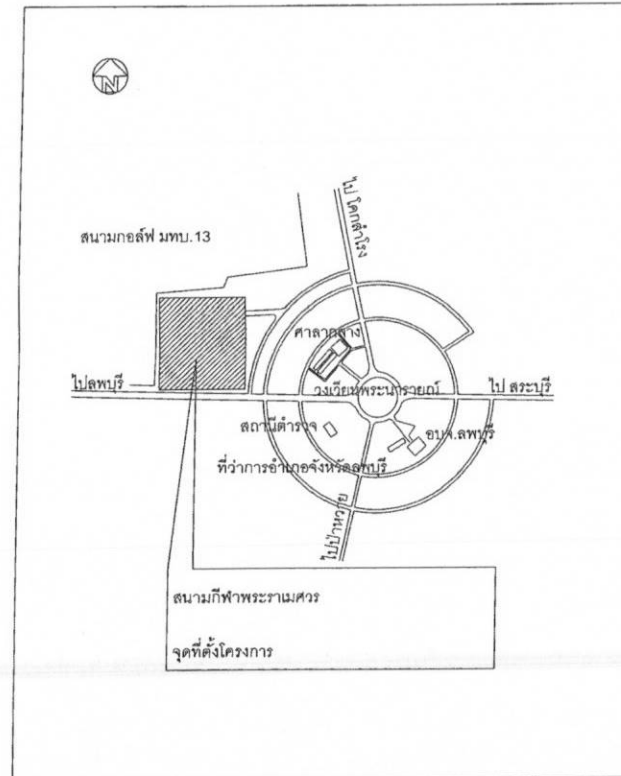 N
ไป โคกสำโรง
สนามกอล์ฟ มทบ.13
ศาลากลาง
ไปลพบุรี
วงเวียนพระนารายณ์
ไป สระบุรี
สถานีตำรวจ
อบจ.ลพบุรี
ที่ว่าการอำเภอจังหวัดลพบุรี
ไปป่าหวาย
สนามกีฬาพระราเมศวร
จุดที่ตั้งโครงการ